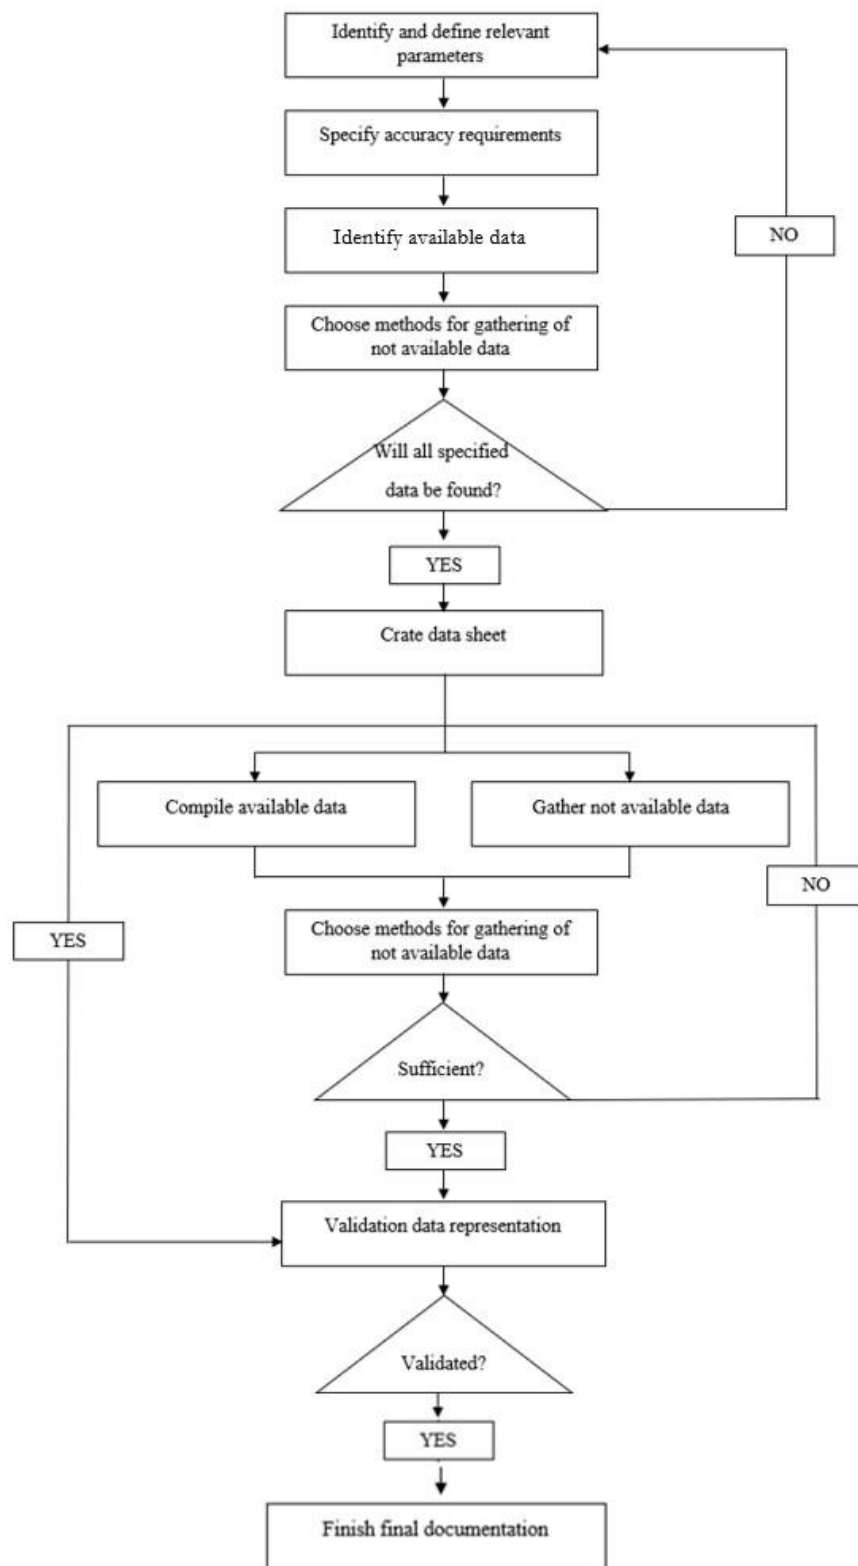 Identify and define relevant
parameters
Specify accuracy requirements
Identify available data
NO
Choose methods for gathering of
not available data
Will all specified
data be found?
YES
Crate data sheet
Compile available data
Gather not available data
NO
YES
Choose methods for gathering of
not available data
Sufficient?
YES
Validation data representation
Validated?
YES
Finish final documentation